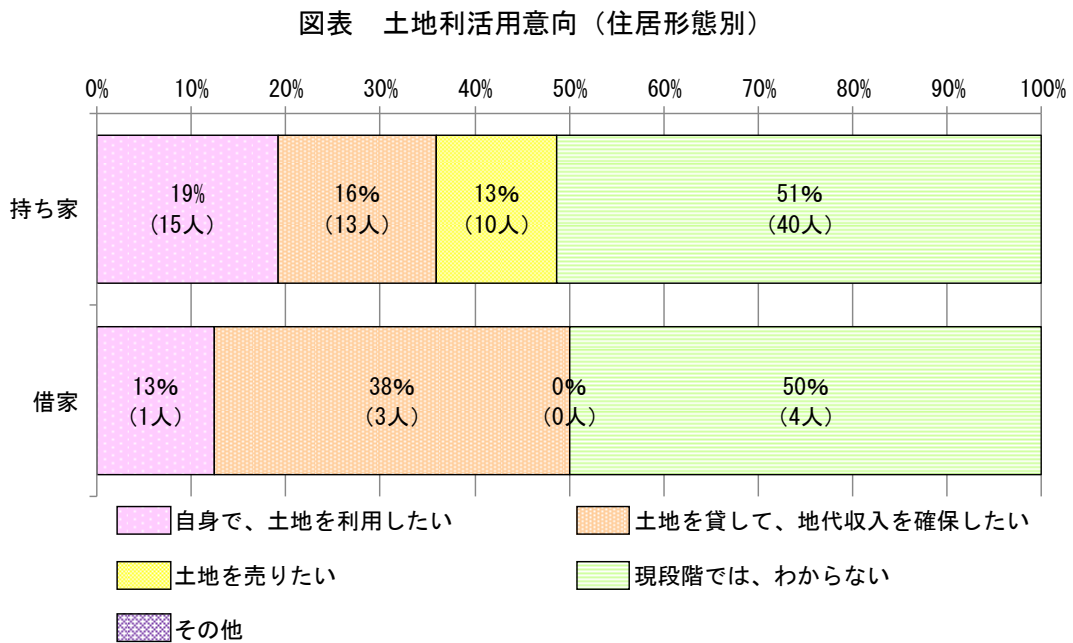 図表　土地利活用意向（住居形態別）
0% 10% 20% 30% 40% 50% 60% 70% 80% 90% 100%
持ち家
19% 16% 13% 51%
（15人） （13人） （10人） （40人）
借家
13% 38% 0% 50%
（1人） （3人） （0人） （4人）
自身で、土地を利用したい 土地を貸して、地代収入を確保したい
土地を売りたい 現段階では、わからない
その他